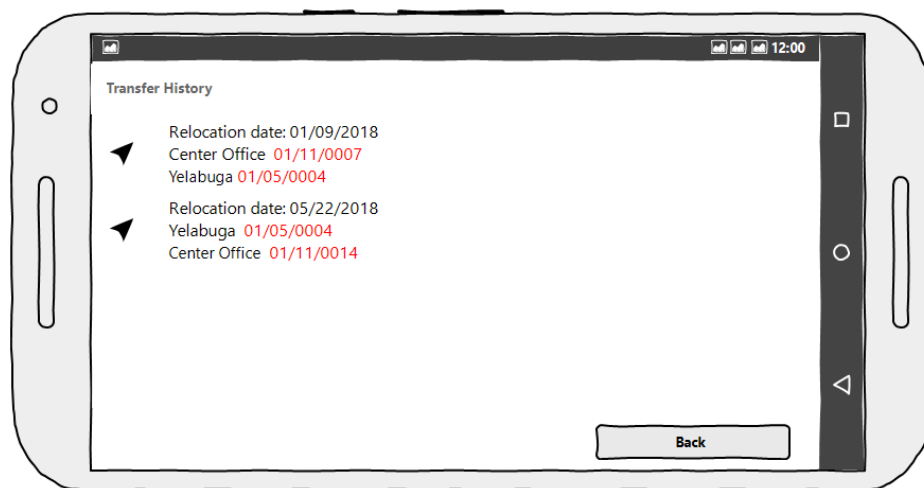 12:00
Transfer History
Relocation date: 01/09/2018
Center Office 01/11/0007
Yelabuga 01/05/0004
Relocation date: 05/22/2018
Yelabuga 01/05/0004
Center Office 01/11/0014
Back